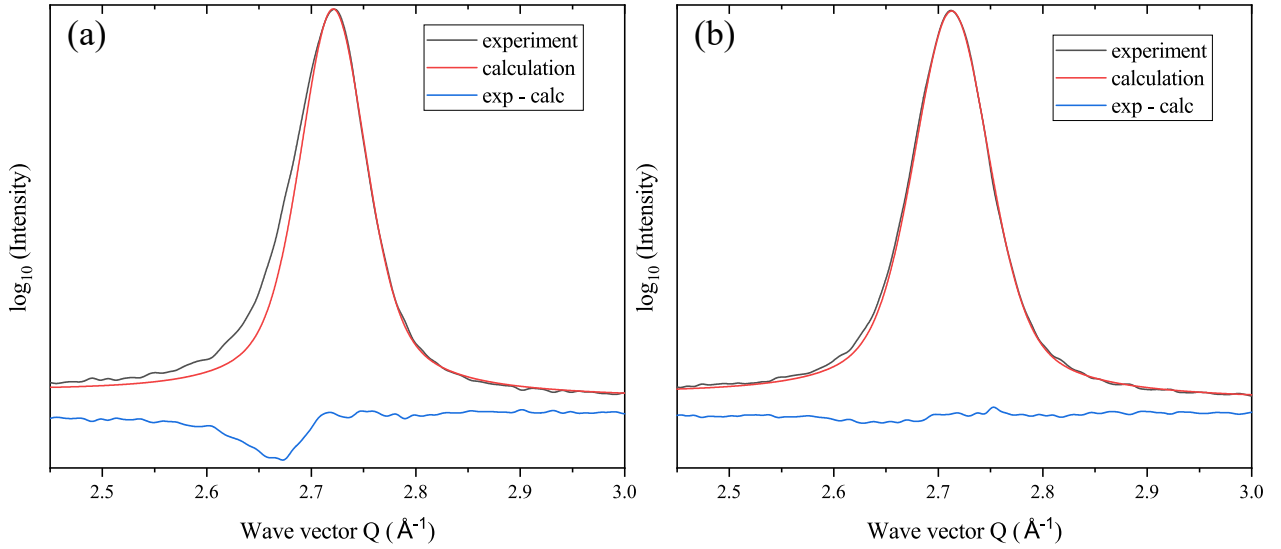 (a)
experiment
calculation
exp - calc
log₁₀ (Intensity)
2.5 2.6 2.7 2.8 2.9 3.0
Wave vector Q ( Å⁻¹)
(b)
experiment
calculation
exp - calc
log₁₀ (Intensity)
2.5 2.6 2.7 2.8 2.9 3.0
Wave vector Q ( Å⁻¹)